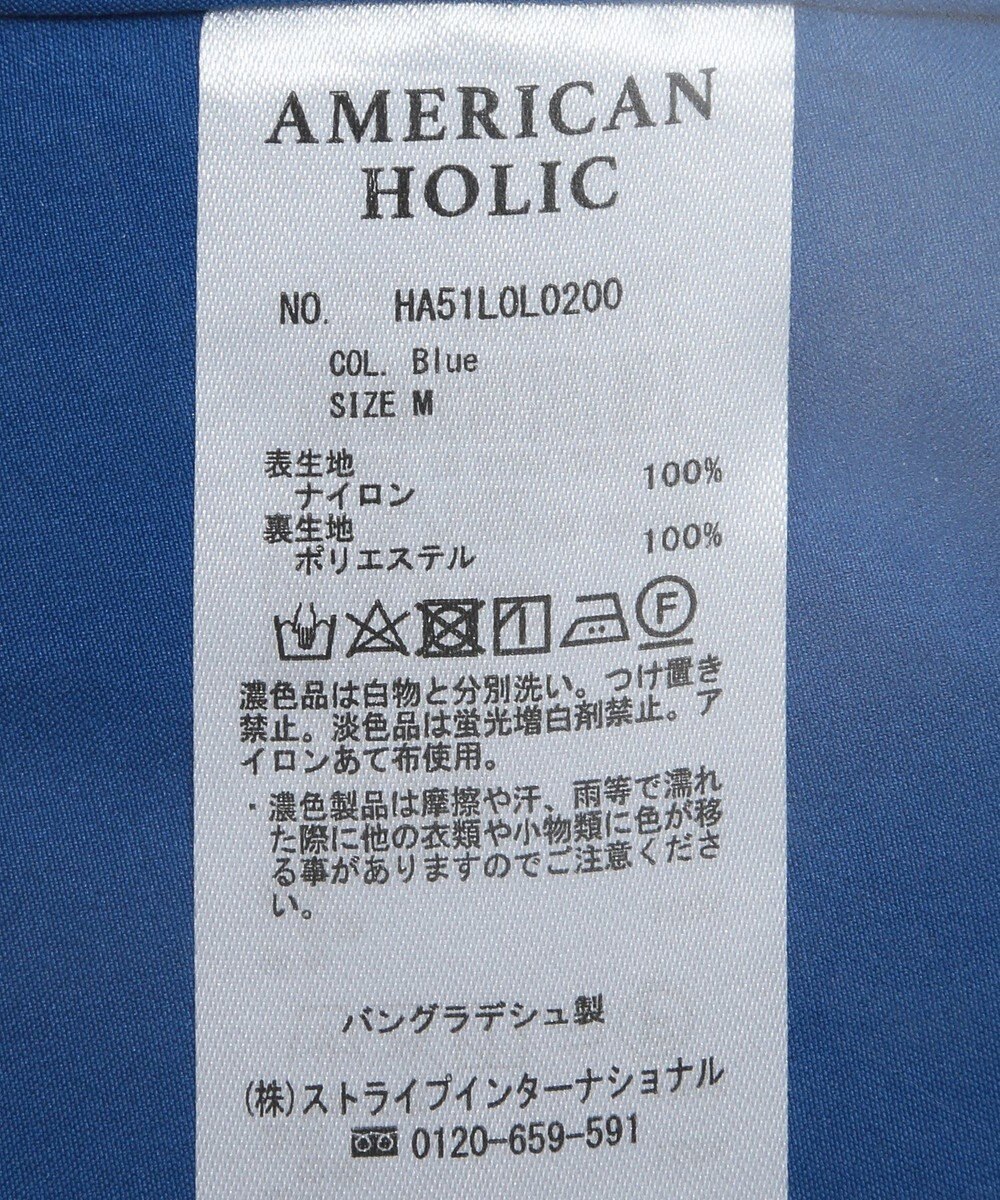 AMERICAN
HOLIC
NO. HA51L0L0200
COL. Blue
SIZE M
表生地
ナイロン 100%
裏生地
ポリエステル 100%
F
濃色品は白物と分別洗い。つけ置き
禁止。淡色品は蛍光増白剤禁止。ア
イロンあて布使用。
・濃色製品は摩擦や汗、雨等で濡れ
た際に他の衣類や小物類に色が移
る事がありますのでご注意くださ
い。
バングラデシュ製
(株)ストライプインターナショナル
0120-659-591